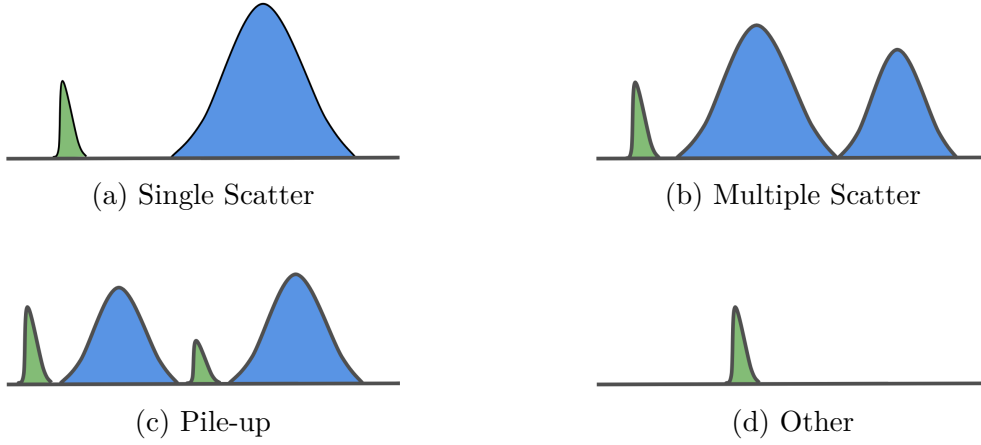 (a) Single Scatter
(b) Multiple Scatter
(c) Pile-up
(d) Other